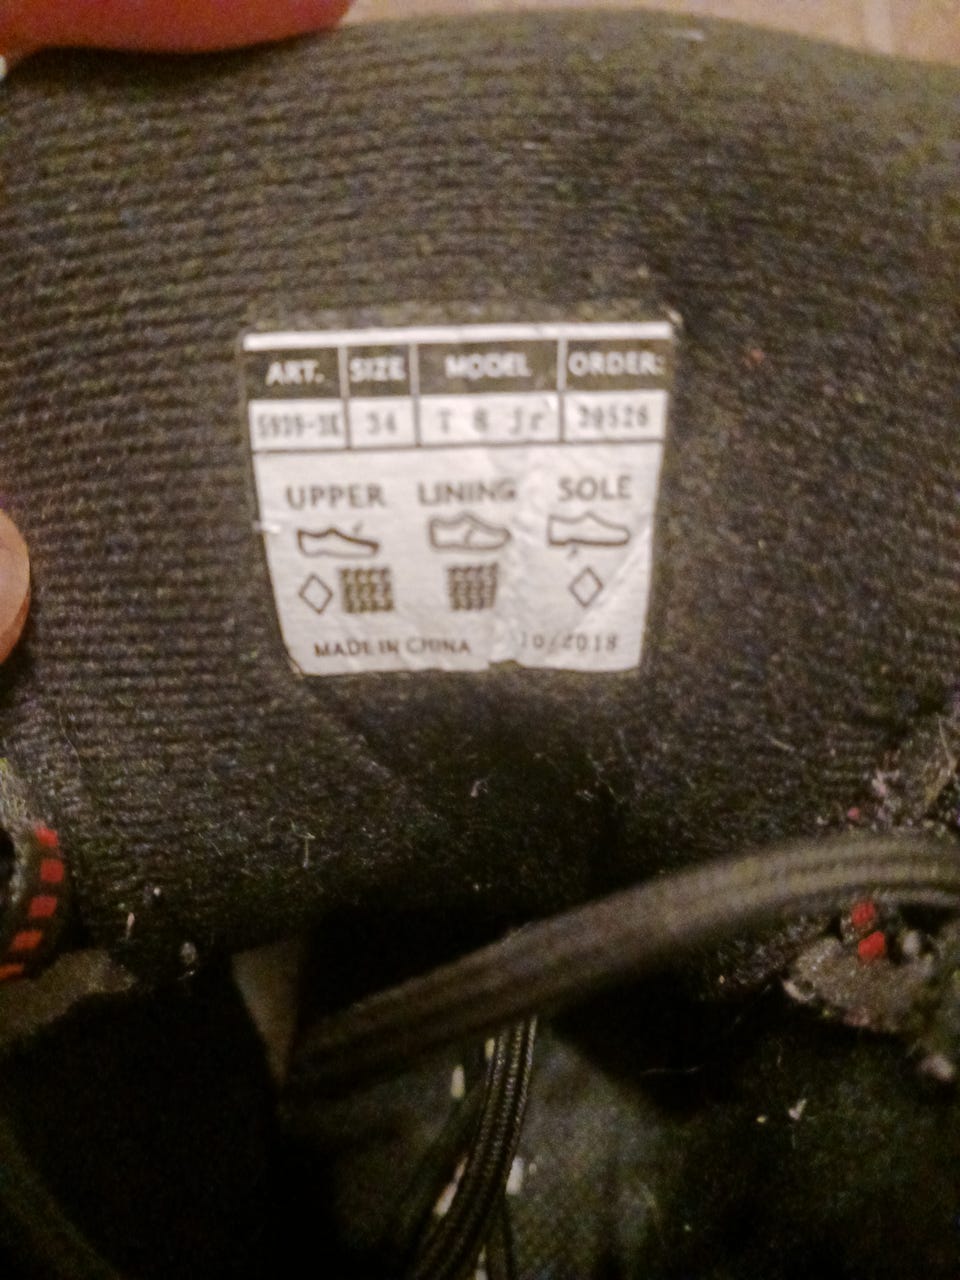 ART. SIZE MODEL ORDER:
34 T 8 Jr 20526
UPPER LINING SOLE
MADE IN CHINA 10/2018